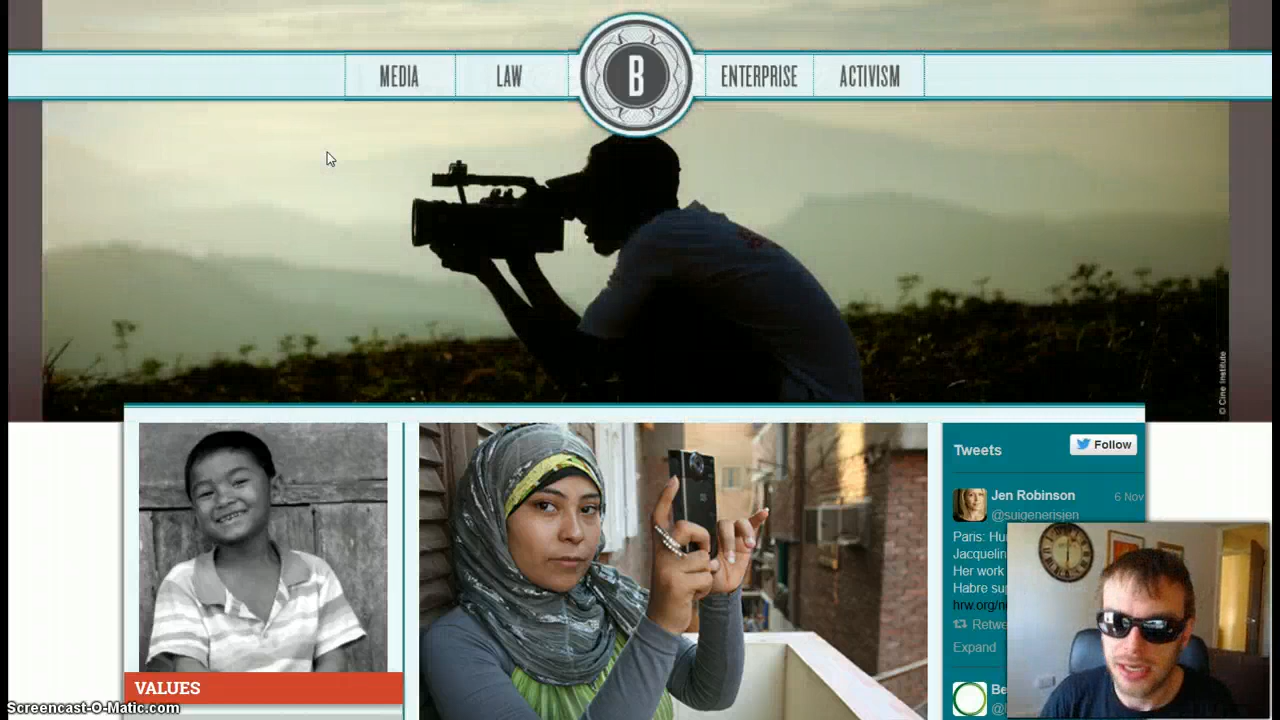 MEDIA
LAW
B
ENTERPRISE
ACTIVISM
© Cine Institute
VALUES
Tweets
Follow
Jen Robinson
6 Nov
@suigenerisjen
Paris: Hu
Jacquelin
Her work
Habre su
hrw.org/n
Retwe
Expand
Be
Screencast-O-Matic.com